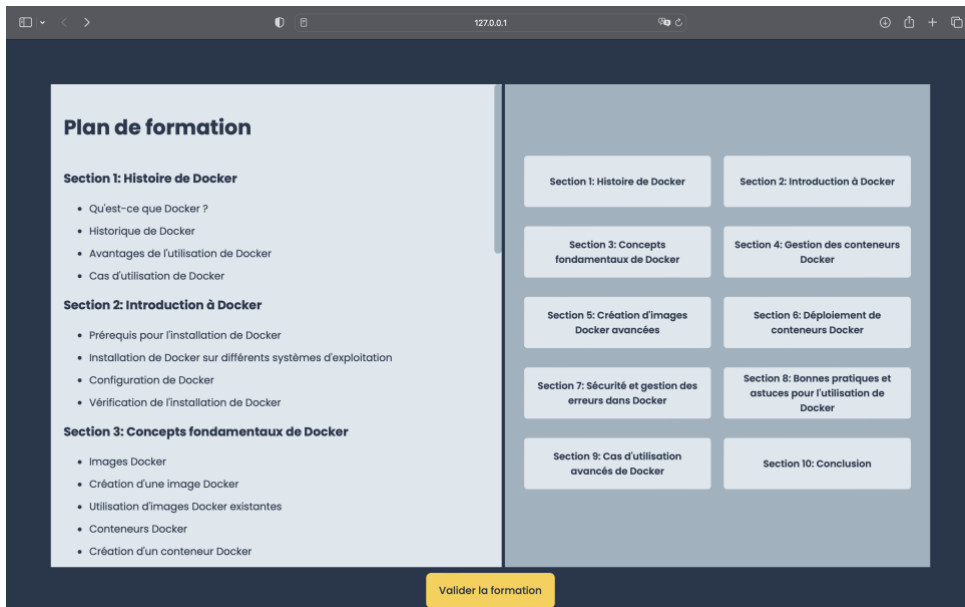 127.0.0.1
Plan de formation
Section 1: Histoire de Docker
Qu'est-ce que Docker ?
Historique de Docker
Avantages de l'utilisation de Docker
Cas d'utilisation de Docker
Section 2: Introduction à Docker
Prérequis pour l'installation de Docker
Installation de Docker sur différents systèmes d'exploitation
Configuration de Docker
Vérification de l'installation de Docker
Section 3: Concepts fondamentaux de Docker
Images Docker
Création d'une image Docker
Utilisation d'images Docker existantes
Conteneurs Docker
Création d'un conteneur Docker
Section 1: Histoire de Docker
Section 2: Introduction à Docker
Section 3: Concepts
fondamentaux de Docker
Section 4: Gestion des conteneurs
Docker
Section 5: Création d'images
Docker avancées
Section 6: Déploiement de
conteneurs Docker
Section 7: Sécurité et gestion des
erreurs dans Docker
Section 8: Bonnes pratiques et
astuces pour l'utilisation de
Docker
Section 9: Cas d'utilisation
avancés de Docker
Section 10: Conclusion
Valider la formation